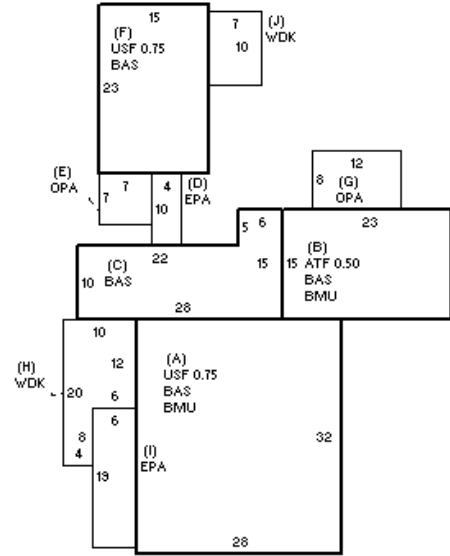 15
(F)
USF 0.75
BAS
23
7
(J)
WDK
10
(E)
OPA
7
7
4
(D)
EPA
10
12
(G)
8
OPA
22
5
6
23
(C)
BAS
10
15
15
(B)
ATF 0.50
BAS
BMU
28
10
(H)
WDK
12
(A)
USF 0.75
BAS
BMU
20
6
6
8
4
(I)
EPA
19
32
28